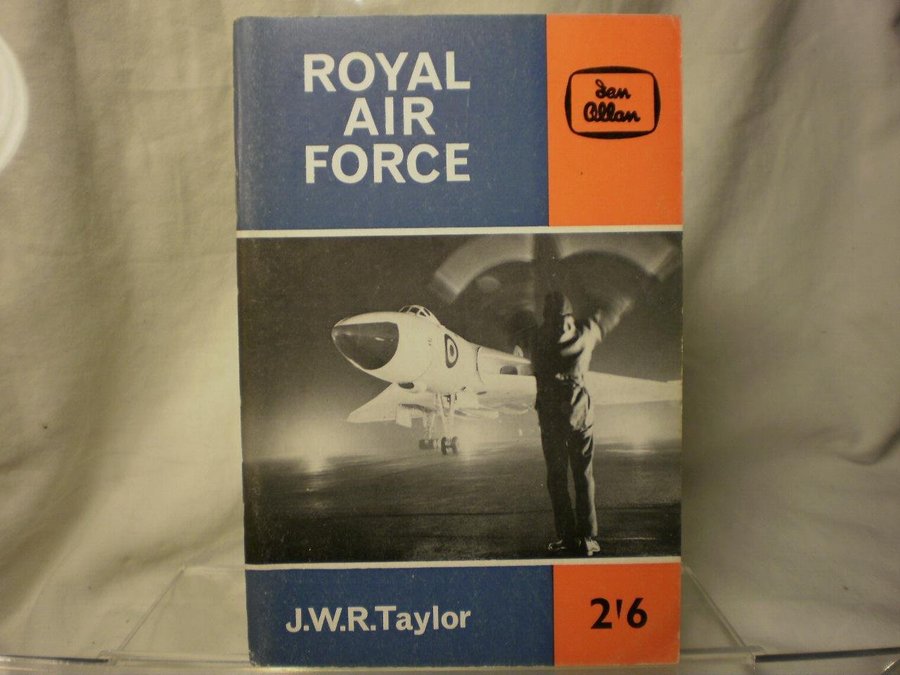 ROYAL
AIR
FORCE
Ian
Allan
J.W.R.Taylor
2'6